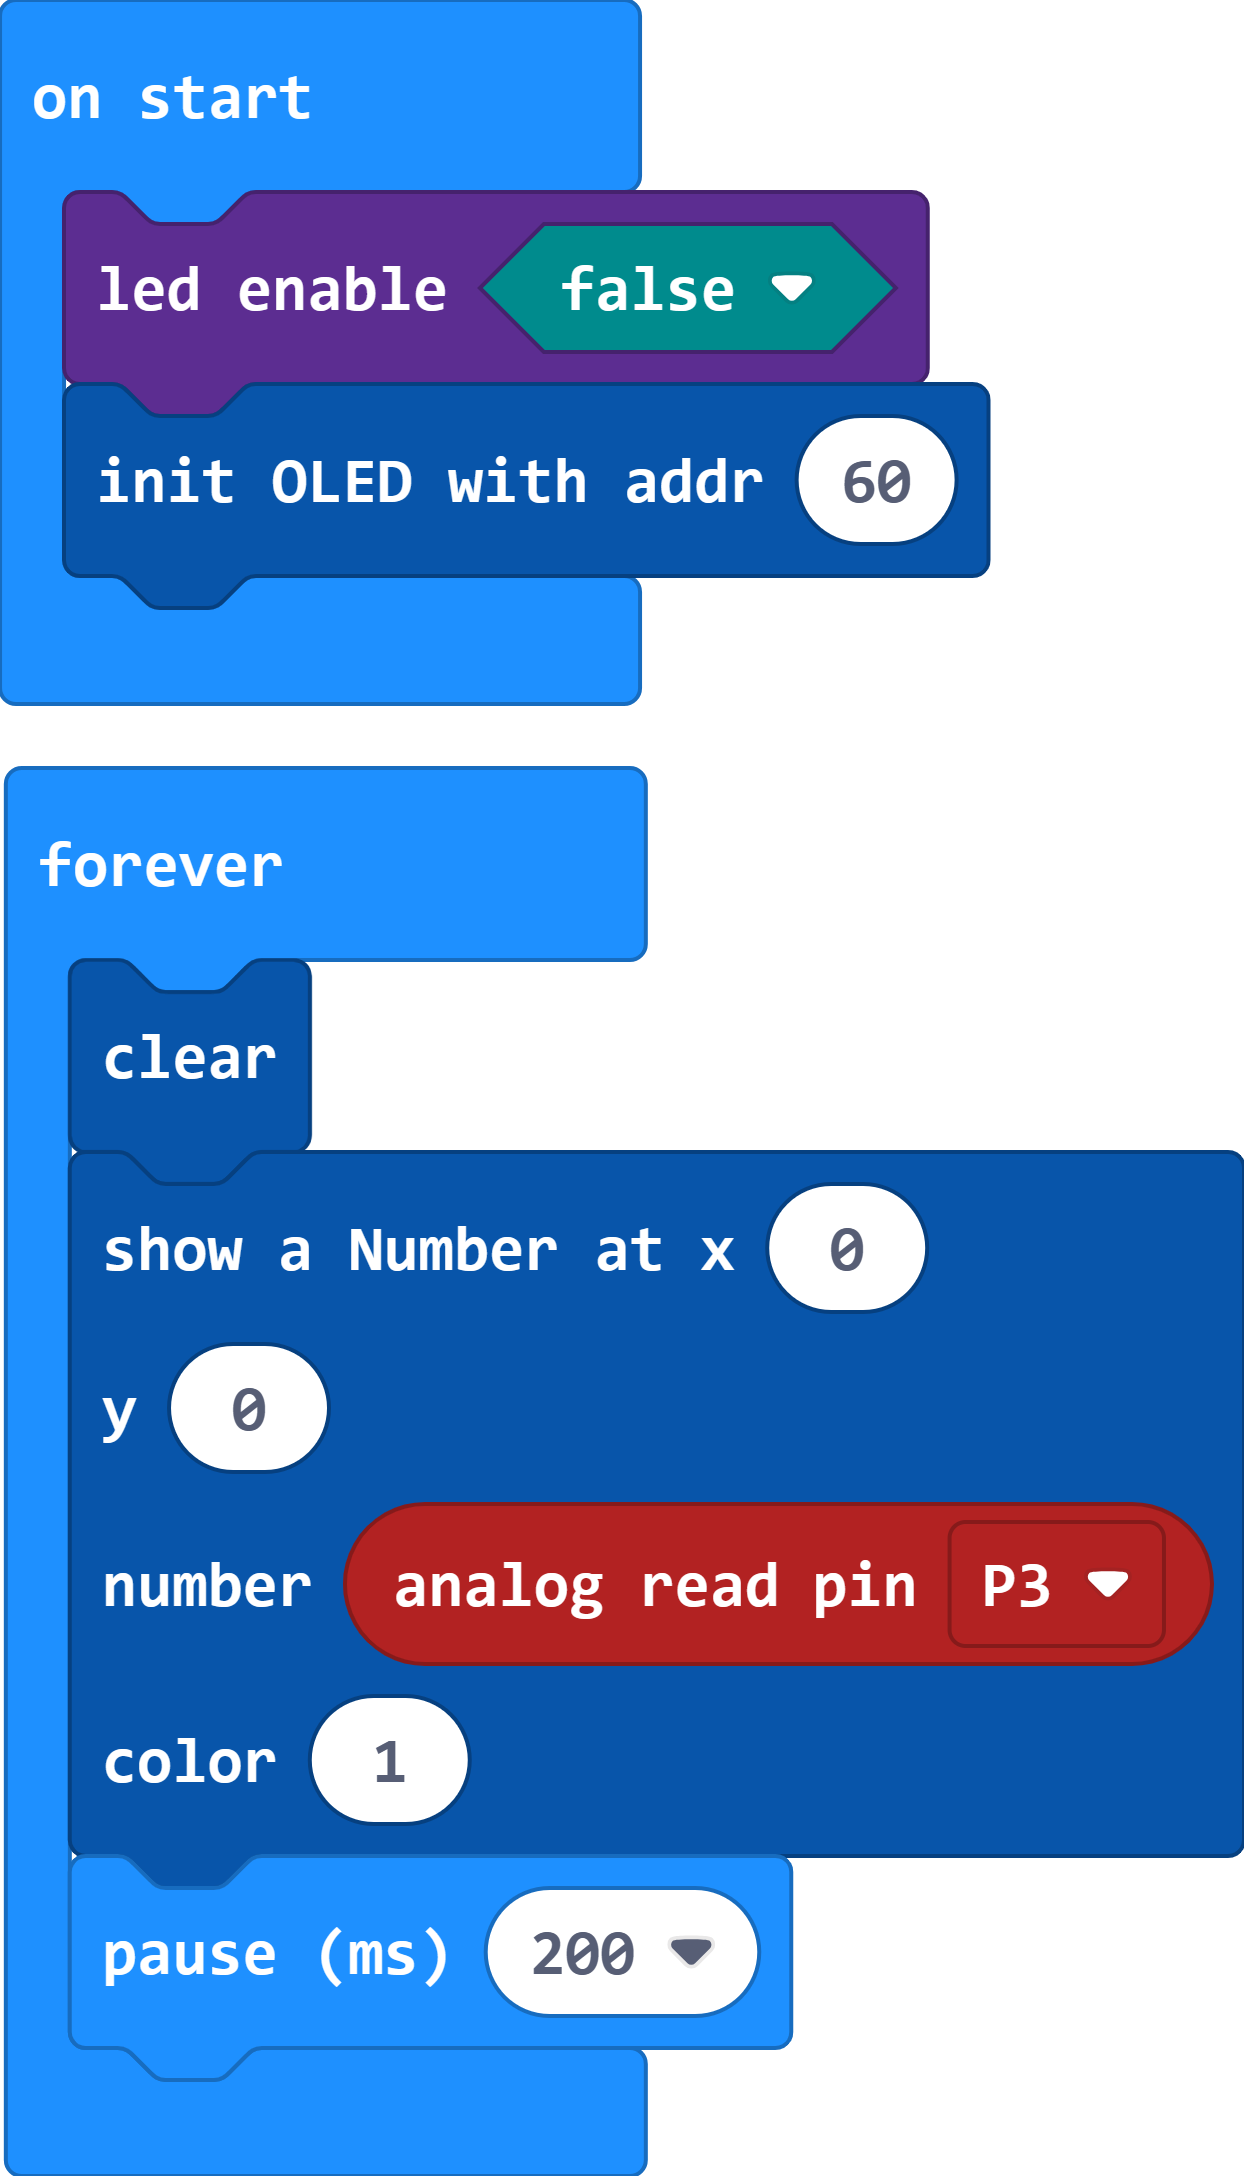 on start
led enable false
init OLED with addr 60
forever
clear
show a Number at x 0
y 0
number analog read pin P3
color 1
pause (ms) 200